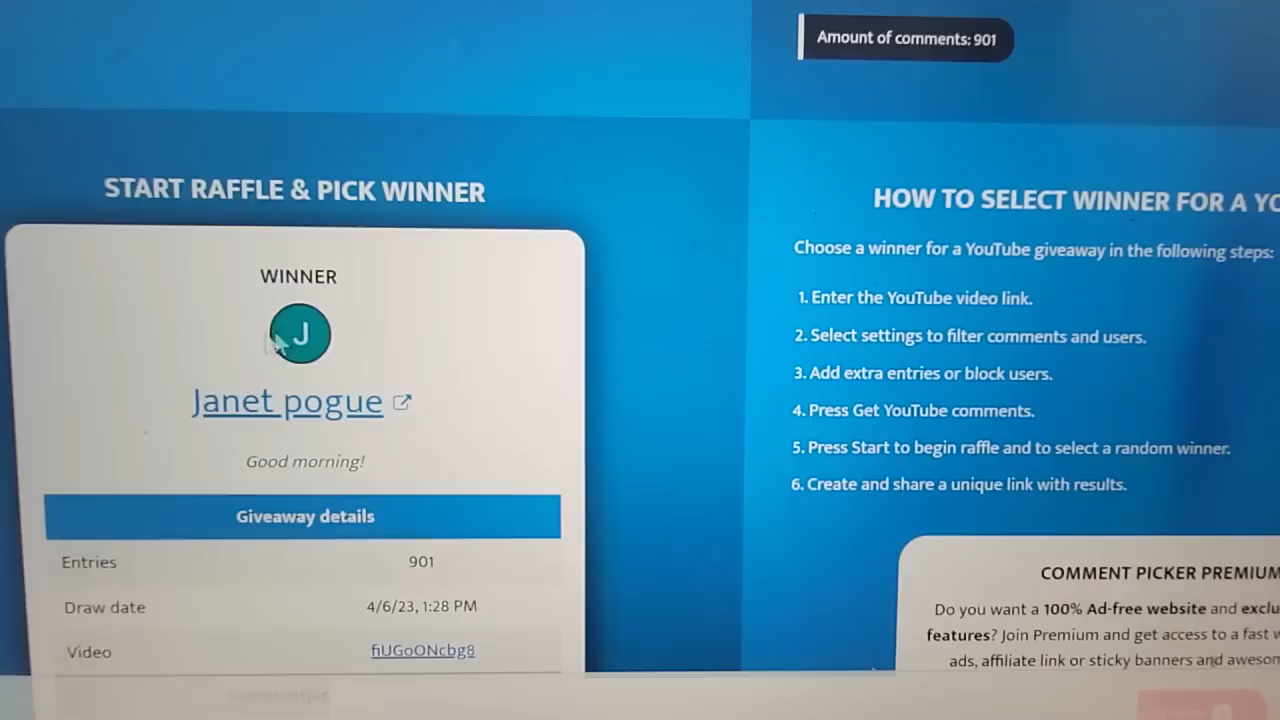 Amount of comments: 901
START RAFFLE & PICK WINNER
WINNER
J
Janet pogue
Good morning!
Giveaway details
Entries 901
Draw date 4/6/23, 1:28 PM
Video fiUGoONcbg8
HOW TO SELECT WINNER FOR A
Choose a winner for a YouTube giveaway in the following steps:
1. Enter the YouTube video link.
2. Select settings to filter comments and users.
3. Add extra entries or block users.
4. Press Get YouTube comments.
5. Press Start to begin raffle and to select a random winner.
6. Create and share a unique link with results.
COMMENT PICKER PREMIUM
Do you want a 100% Ad-free website and
features? Join Premium and get access to a fast
ads, affiliate link or sticky banners and